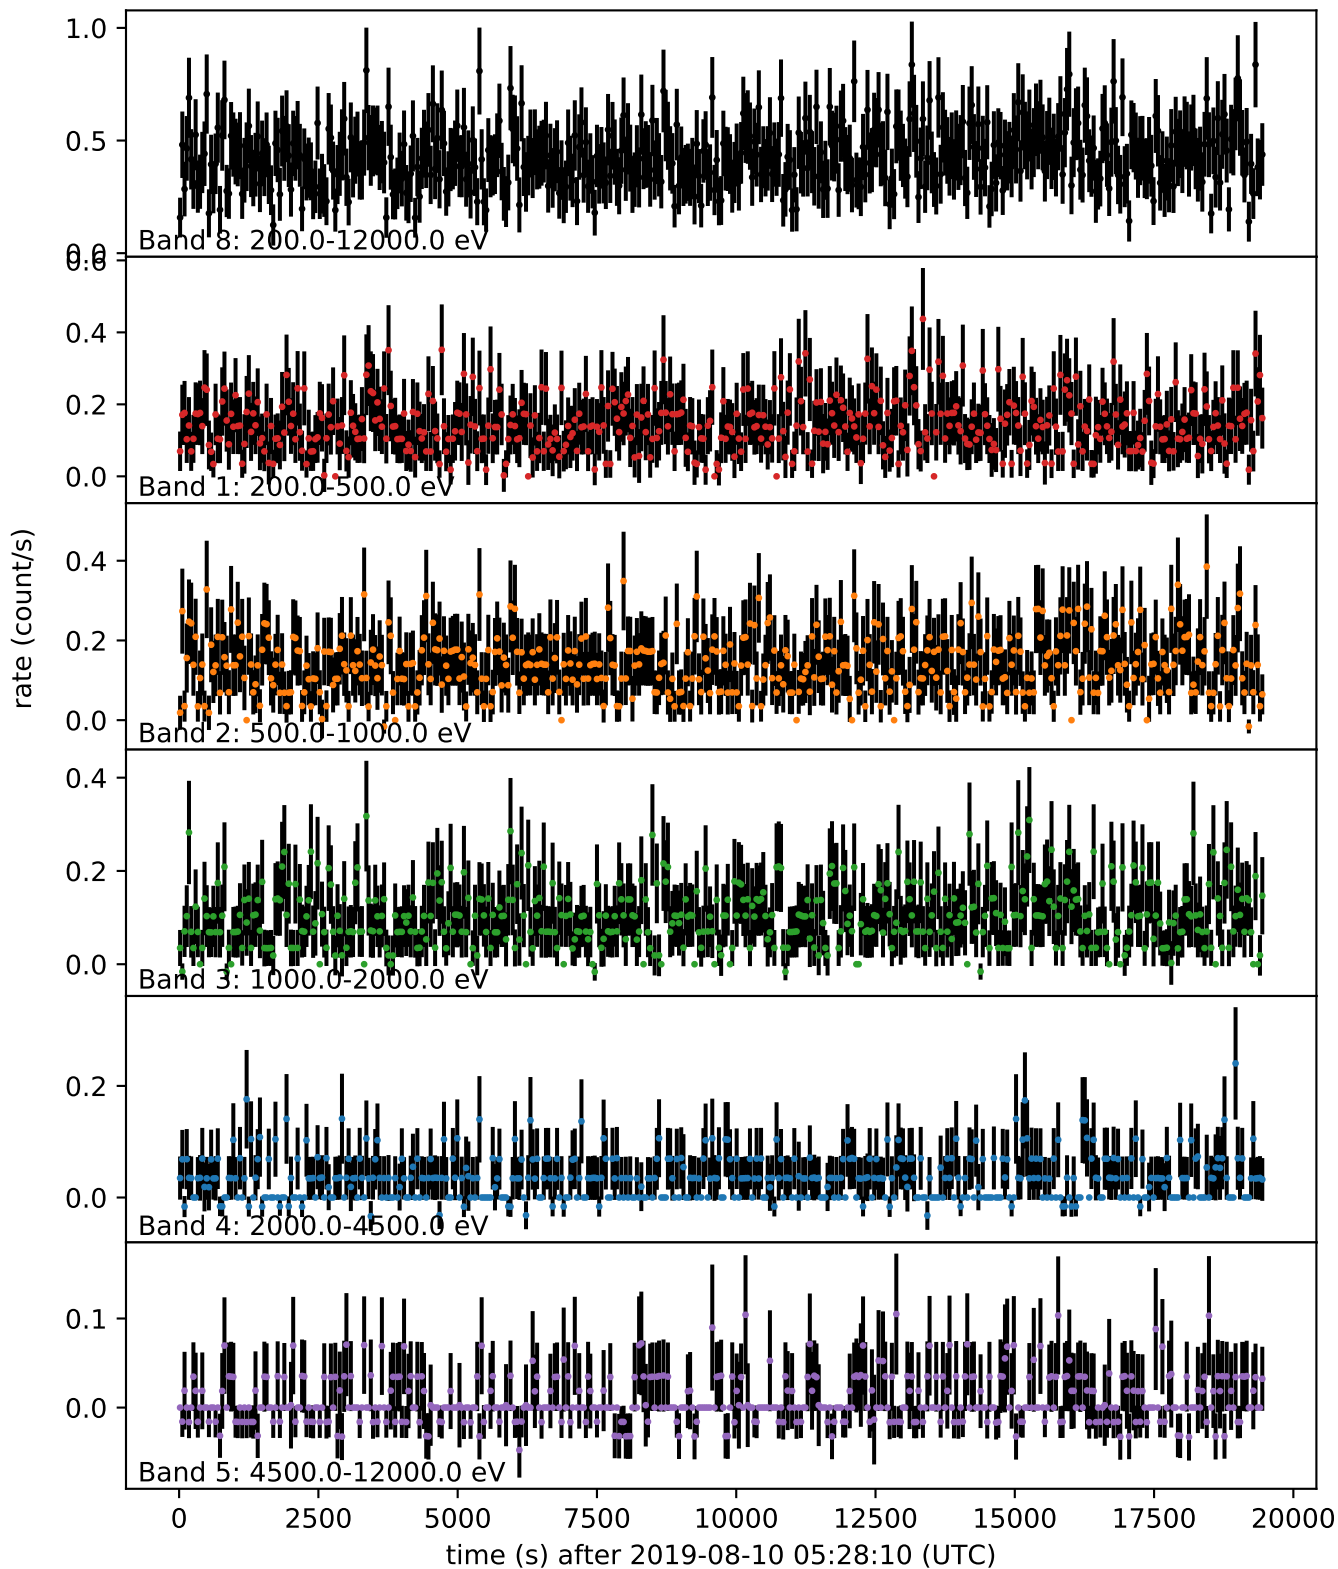 1.0
0.5
0.0
Band 8: 200.0-12000.0 eV
0.6
0.4
0.2
0.0
Band 1: 200.0-500.0 eV
rate (count/s)
0.4
0.2
0.0
Band 2: 500.0-1000.0 eV
0.4
0.2
0.0
Band 3: 1000.0-2000.0 eV
0.2
0.0
Band 4: 2000.0-4500.0 eV
0.1
0.0
Band 5: 4500.0-12000.0 eV
0 2500 5000 7500 10000 12500 15000 17500 20000
time (s) after 2019-08-10 05:28:10 (UTC)